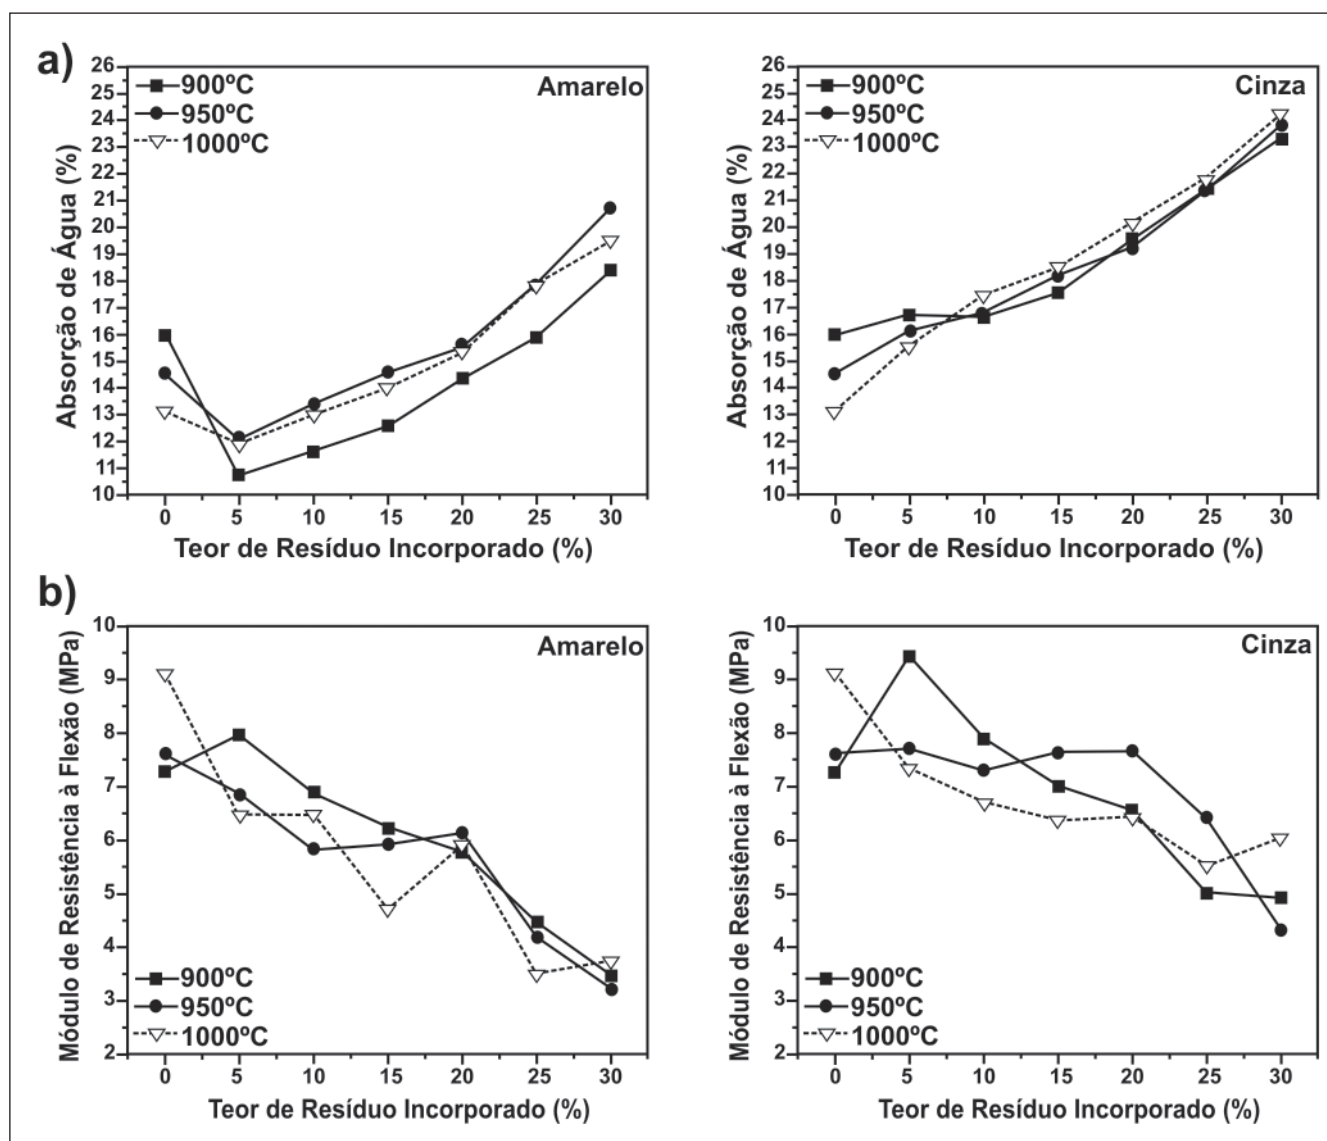 a)
Absorção de Água (%)
26
25
24
23
22
21
20
19
18
17
16
15
14
13
12
11
10
900ºC
950ºC
1000ºC
Amarelo
0 5 10 15 20 25 30
Teor de Resíduo Incorporado (%)
Absorção de Água (%)
26
25
24
23
22
21
20
19
18
17
16
15
14
13
12
11
10
900ºC
950ºC
1000ºC
Cinza
0 5 10 15 20 25 30
Teor de Resíduo Incorporado (%)
b)
Módulo de Resistência à Flexão (MPa)
10
9
8
7
6
5
4
3
2
Amarelo
900ºC
950ºC
1000ºC
0 5 10 15 20 25 30
Teor de Resíduo Incorporado (%)
Módulo de Resistência à Flexão (MPa)
10
9
8
7
6
5
4
3
2
Cinza
900ºC
950ºC
1000ºC
0 5 10 15 20 25 30
Teor de Resíduo Incorporado (%)